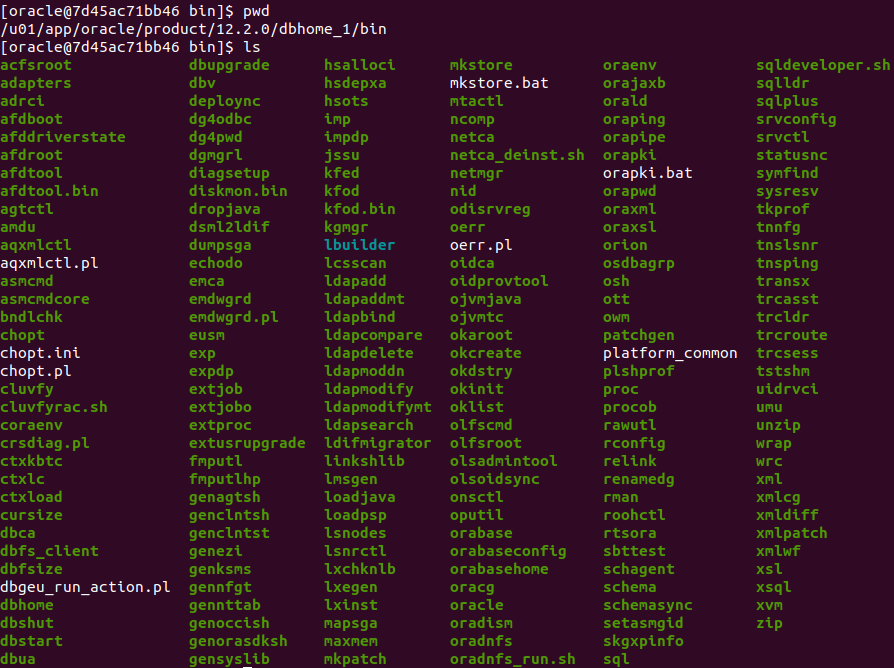 [oracle@7d45ac71bb46 bin]$ pwd
/u01/app/oracle/product/12.2.0/dbhome_1/bin
[oracle@7d45ac71bb46 bin]$ ls
acfsroot dbupgrade hsalloci mkstore oraenv sqldeveloper.sh
adapters dbv hsdepxa mkstore.bat orajaxb sqlldr
adrci deploync hsots mtactl orald sqlplus
afdboot dg4odbc imp ncomp oraping srvconfig
afddriverstate dg4pwd impdp netca orapipe srvctl
afdroot dgmgrl jssu netca_deinst.sh orapki statusnc
afdtool diagsetup kfed netmgr orapki.bat symfind
afdtool.bin diskmon.bin kfod nid orapwd sysresv
agtctl dropjava kfod.bin odisrvreg oraxml tkprof
amdu dsml2ldif kgmgr oerr oraxsl tnnfg
aqxmlctl dumpsga lbuilder oerr.pl orion tnslsnr
aqxmlctl.pl echodo lcsscan oidca osdbagrp tnsping
asmcmd emca ldapadd oidprovtool osh transx
asmcmdcore emdwgrd ldapaddmt ojvmjava ott trcasst
bndlchk emdwgrd.pl ldapbind ojvmtc owm trcldr
chopt eusm ldapcompare okaroot patchgen trcroute
chopt.ini exp ldapdelete okcreate platform_common trcsess
chopt.pl expdp ldapmoddn okdstry plshprof tstshm
cluvfy extjob ldapmodify okinit proc uidrvci
cluvfyrac.sh extjobo ldapmodifymt oklist procob umu
coraenv extproc ldapsearch olfscmd rawutl unzip
crsdiag.pl extusrupgrade ldifmigrator olfsroot rconfig wrap
ctxkbtc fmputl linkshlib olsadmintool relink wrc
ctxlc fmputlhp lmsgen olsoidsync renamedg xml
ctxload genagtsh loadjava onsctl rman xmlcg
cursize genclntsh loadpsp oputil roohctl xmldiff
dbca genclntst lsnodes orabase rtsora xmlpatch
dbfs_client genezi lsnrctl orabaseconfig sbttest xmlwf
dbfsize genksms lxchknlb orabasehome schagent xsl
dbgeu_run_action.pl gennfgt lxegen oracg schema xsql
dbhome gennttab lxinst oracle schemasync xvm
dbshut genoccish mapsga oradism setasmgid zip
dbstart genorasdksh maxmem oradnfs skgxpinfo
dbua gensyslib mkpatch oradnfs_run.sh sql